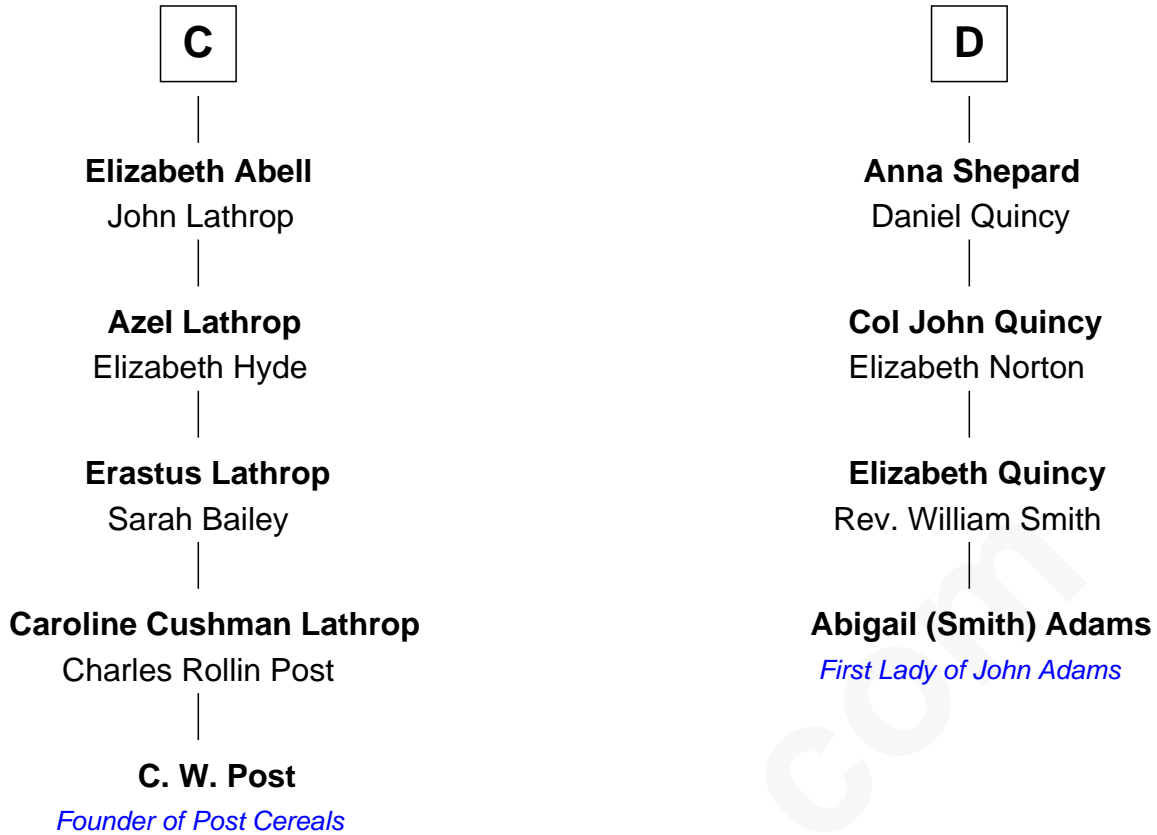 C
Elizabeth Abell
John Lathrop
Azel Lathrop
Elizabeth Hyde
Erastus Lathrop
Sarah Bailey
Caroline Cushman Lathrop
Charles Rollin Post
C. W. Post
Founder of Post Cereals
D
Anna Shepard
Daniel Quincy
Col John Quincy
Elizabeth Norton
Elizabeth Quincy
Rev. William Smith
Abigail (Smith) Adams
First Lady of John Adams
com